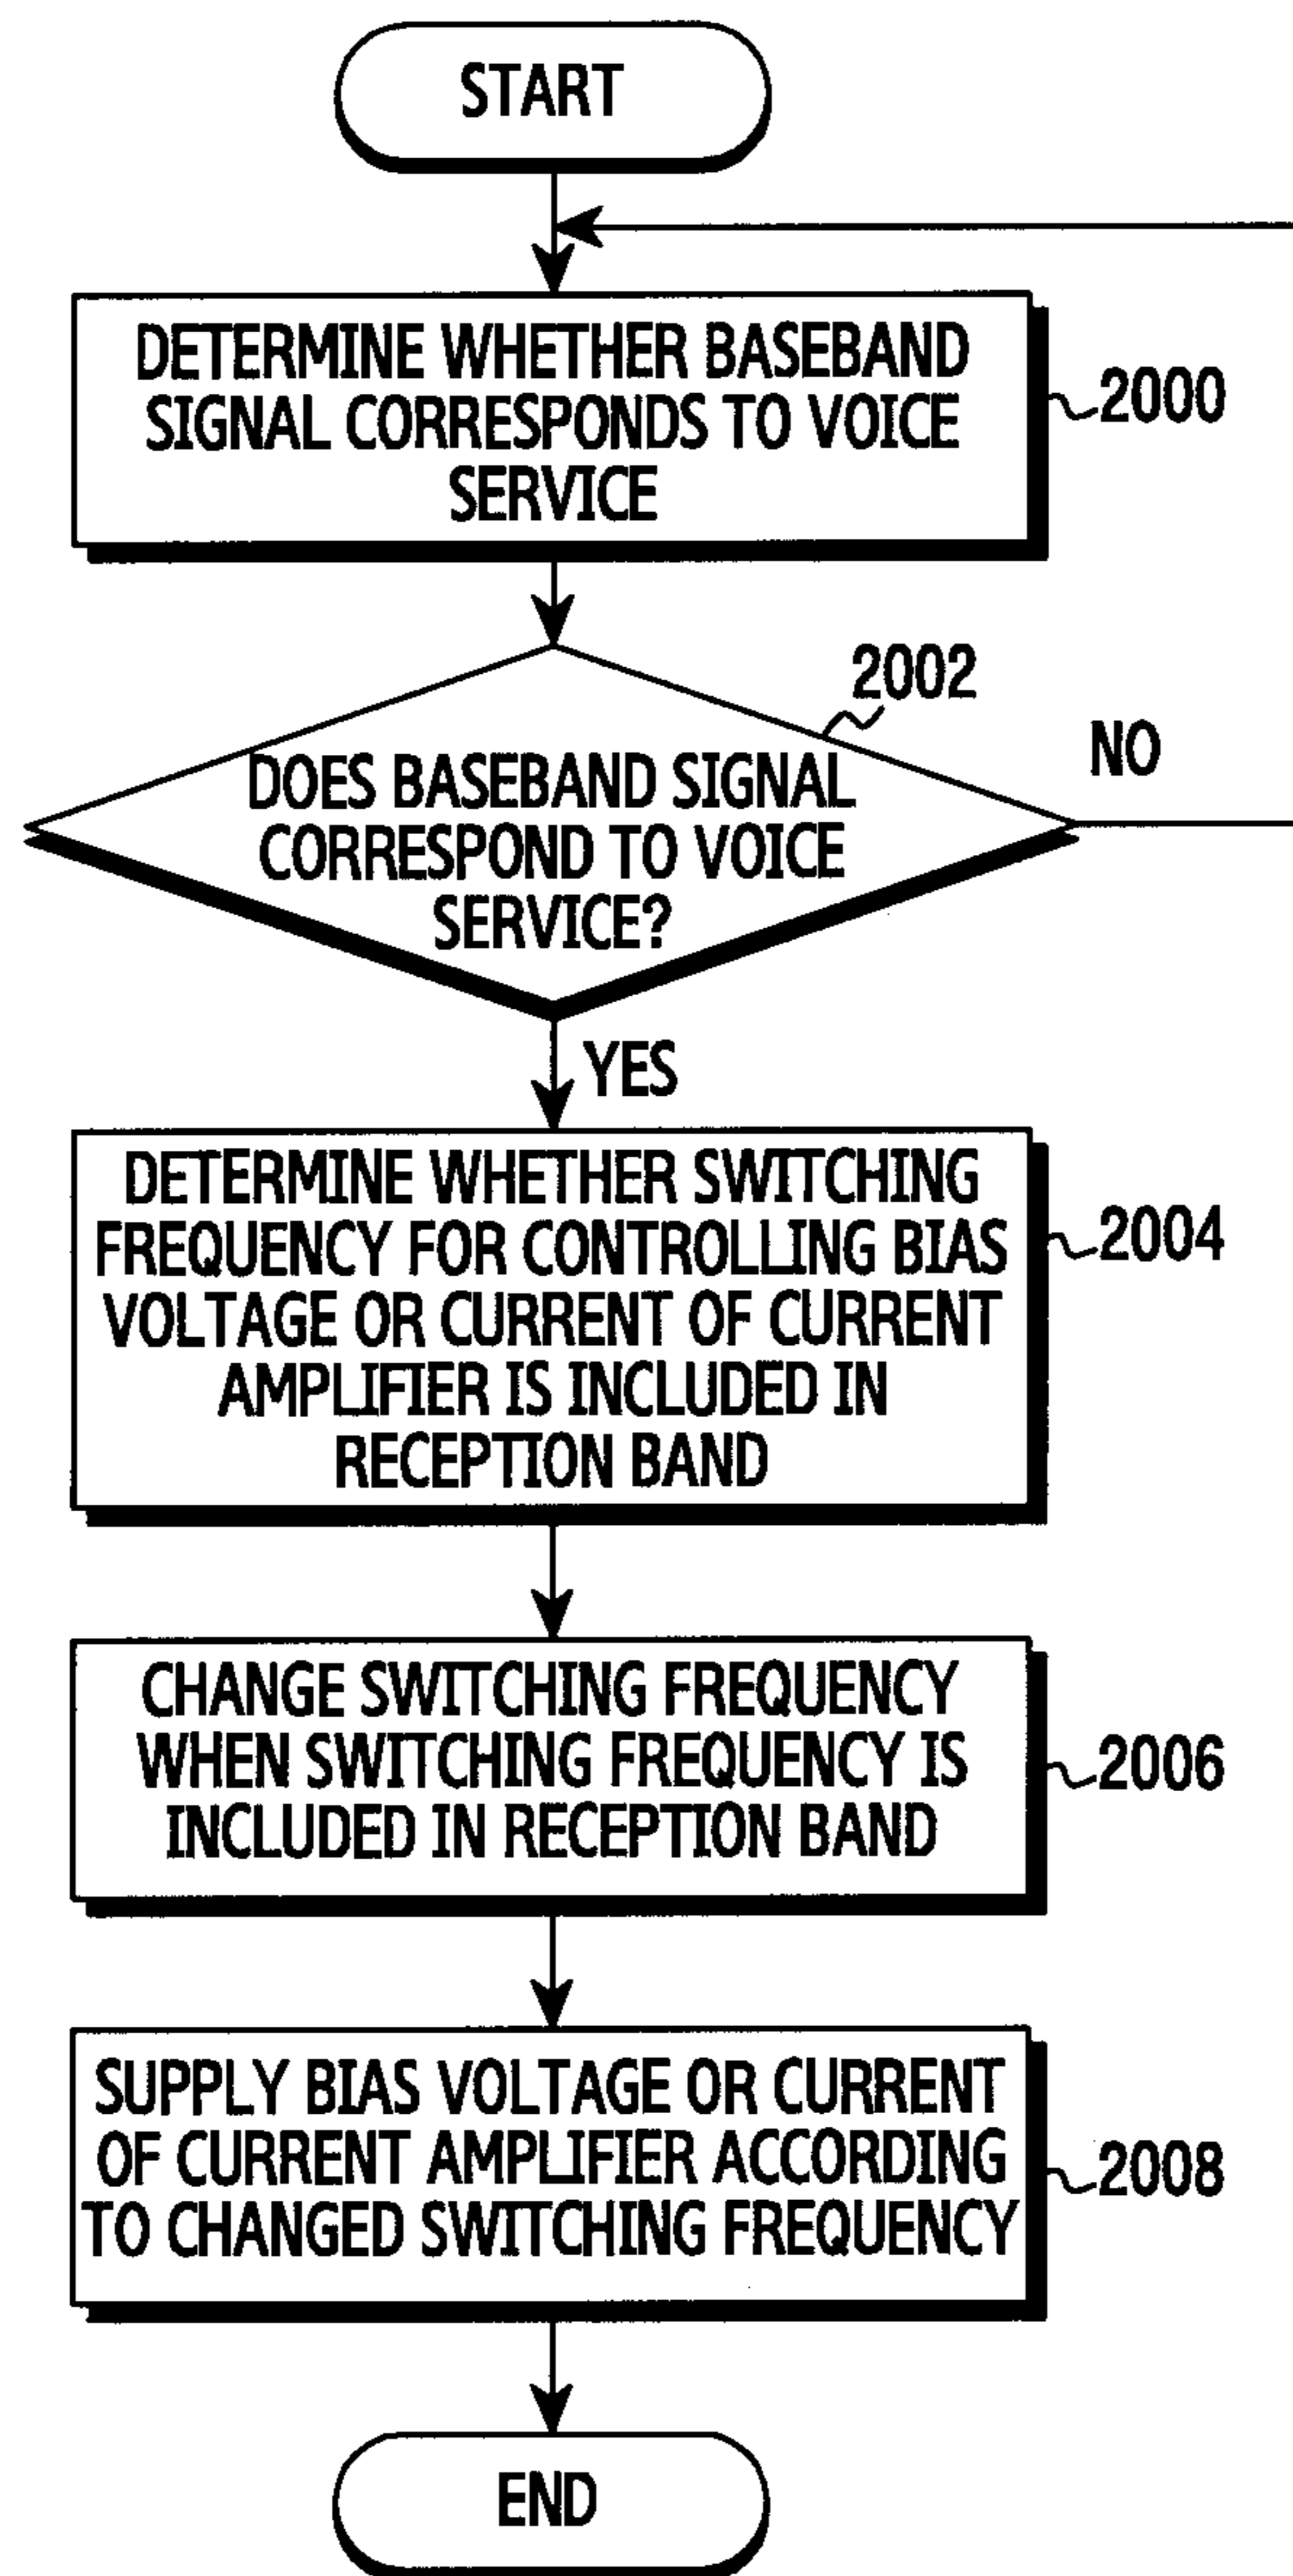 START
DETERMINE WHETHER BASEBAND
SIGNAL CORRESPONDS TO VOICE
SERVICE
2000
2002
NO
DOES BASEBAND SIGNAL
CORRESPOND TO VOICE
SERVICE?
YES
DETERMINE WHETHER SWITCHING
FREQUENCY FOR CONTROLLING BIAS
VOLTAGE OR CURRENT OF CURRENT
AMPLIFIER IS INCLUDED IN
RECEPTION BAND
2004
CHANGE SWITCHING FREQUENCY
WHEN SWITCHING FREQUENCY IS
INCLUDED IN RECEPTION BAND
2006
SUPPLY BIAS VOLTAGE OR CURRENT
OF CURRENT AMPLIFIER ACCORDING
TO CHANGED SWITCHING FREQUENCY
2008
END